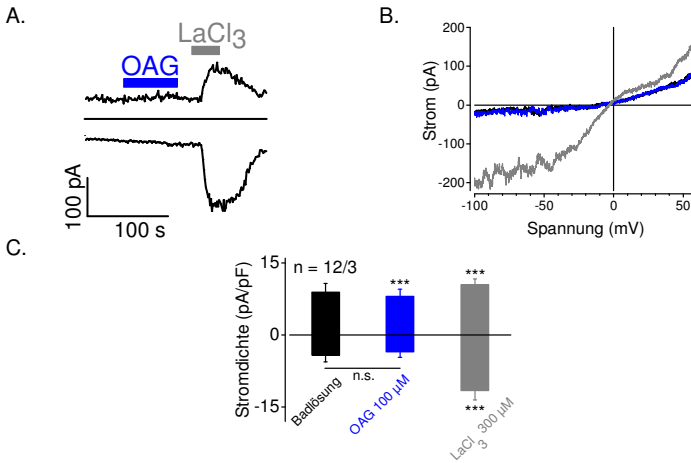 A.
LaCl3
OAG
100 pA
100 s
B.
Strom (pA)
200
100
0
-100
-200
-100
-50
0
50
Spannung (mV)
C.
Stromdichte (pA/pF)
15
0
-15
n = 12/3
***
***
n.s.
***
Badlösung
OAG 100 µM
LaCl3 300 µM